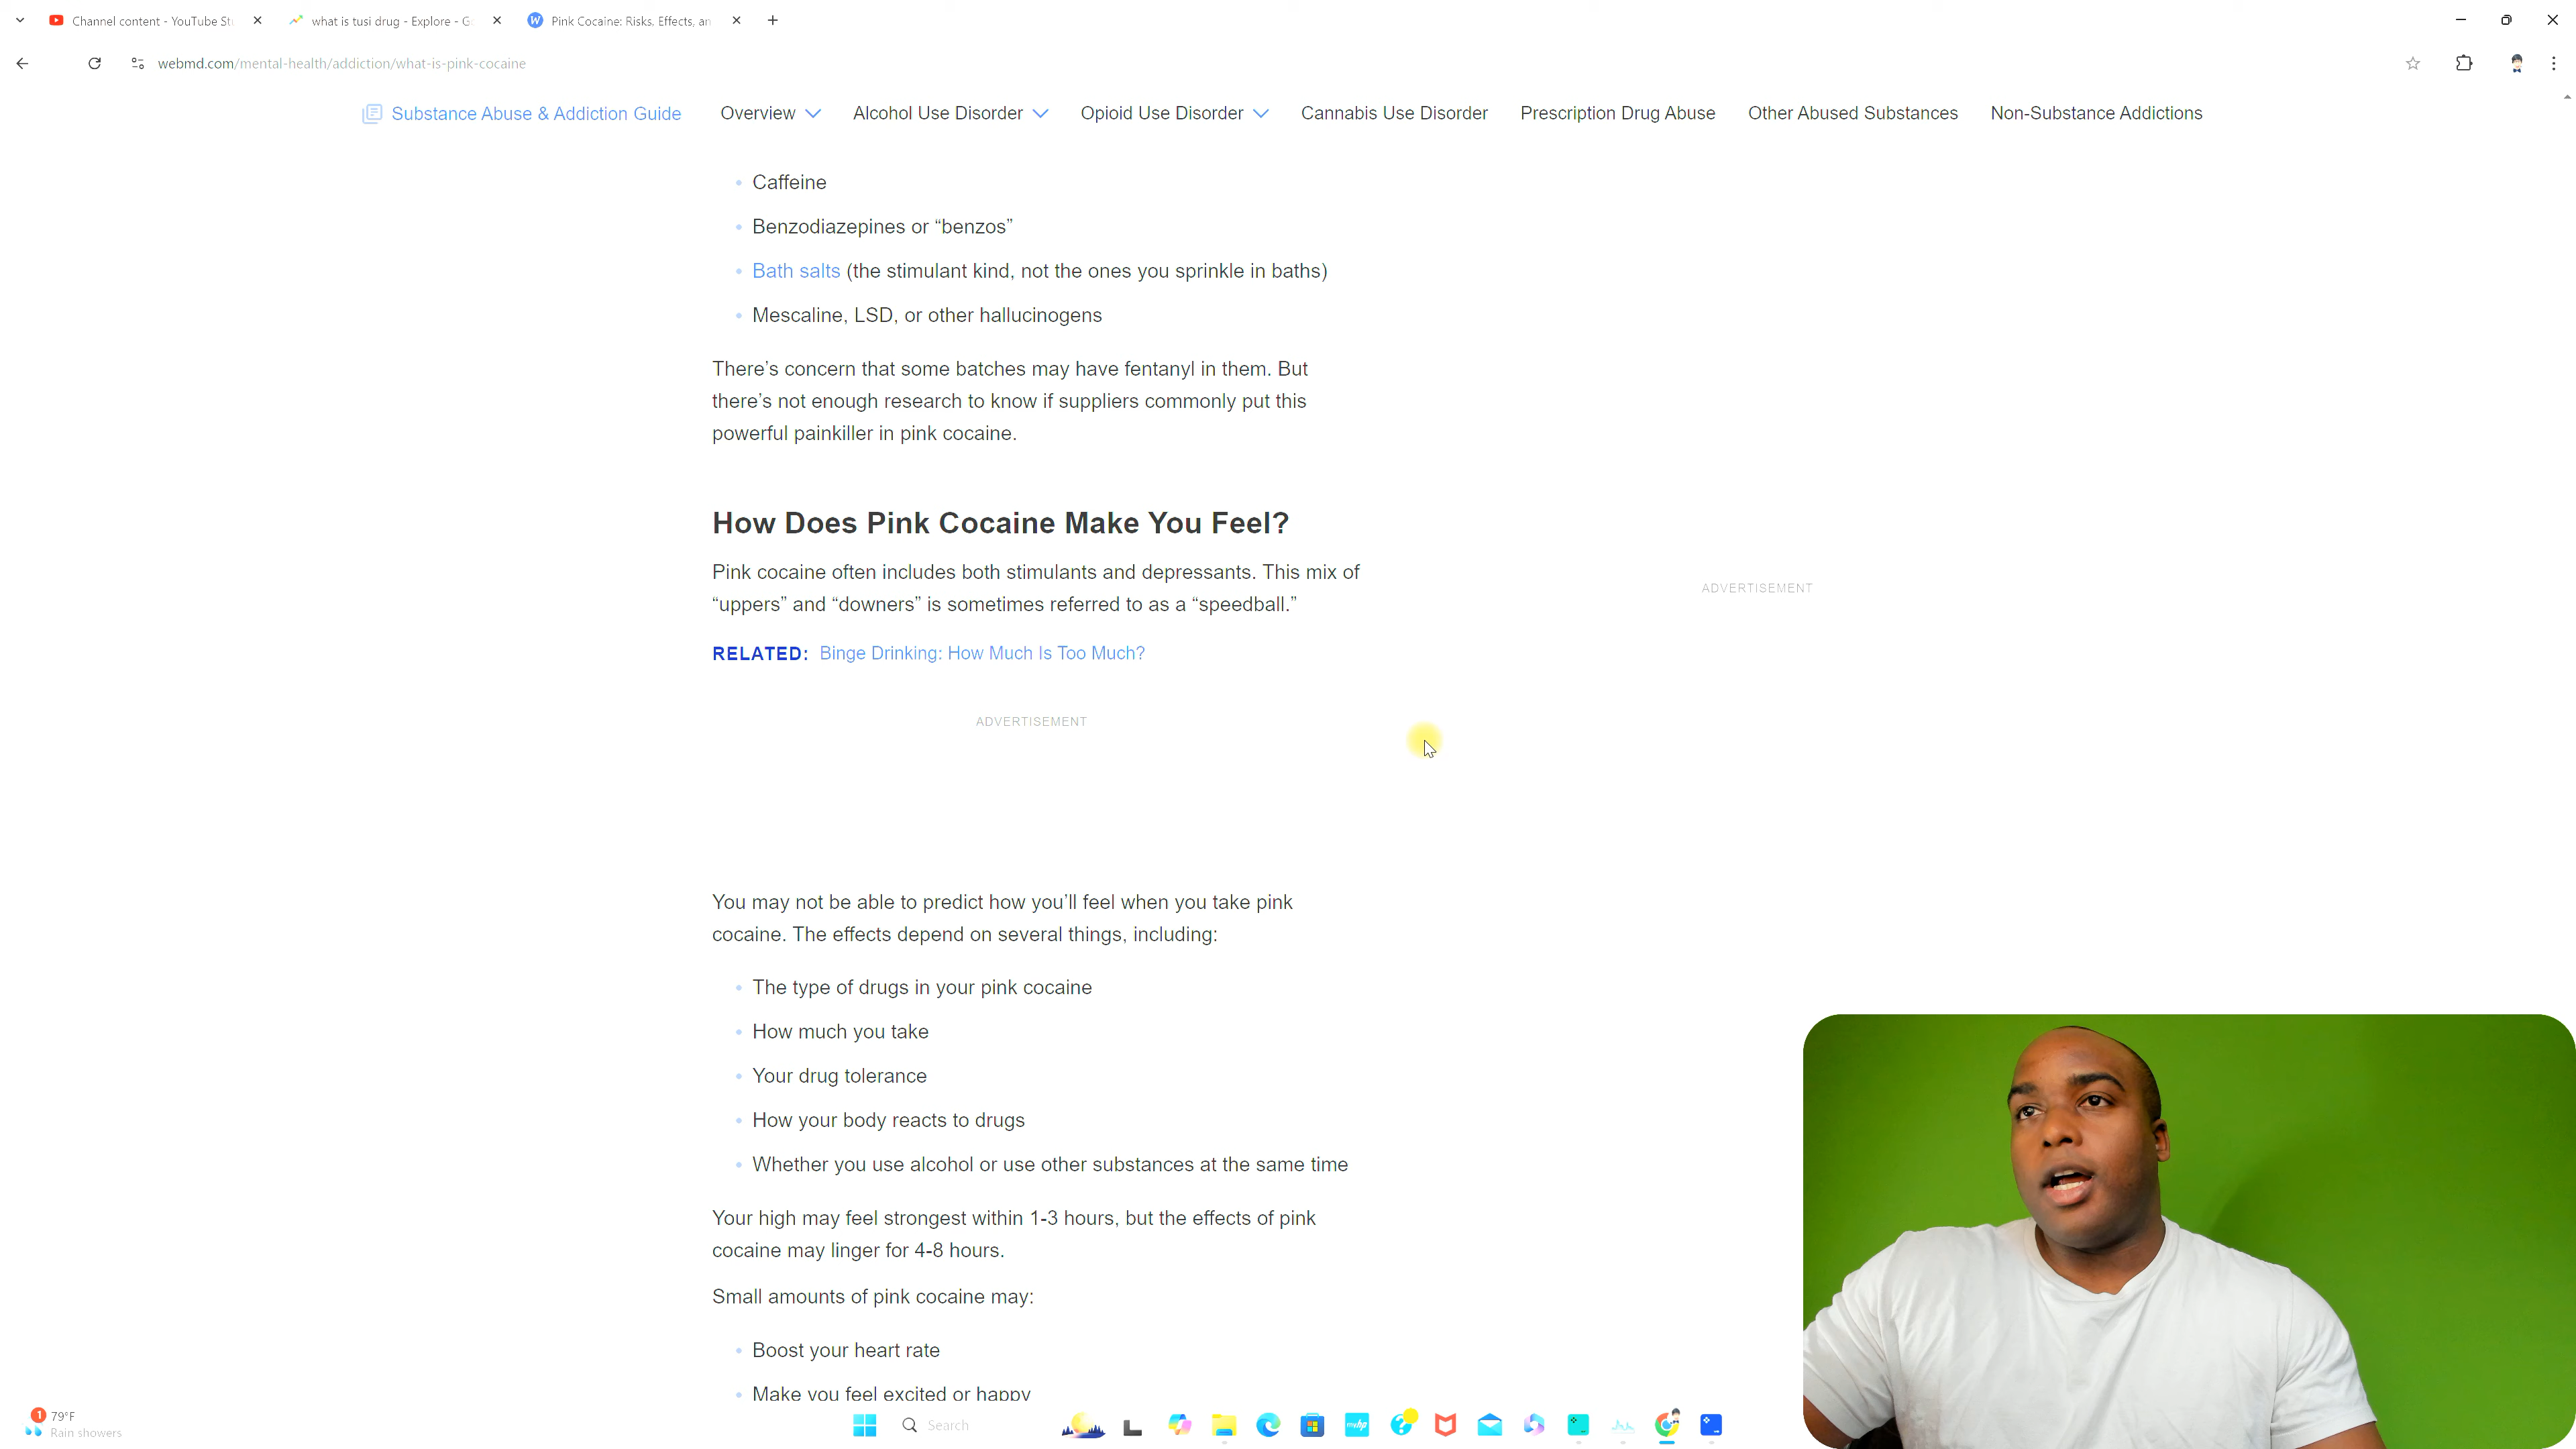 Channel content - YouTube St
what is tusi drug - Explore - G
Pink Cocaine: Risks, Effects, an
webmd.com/mental-health/addiction/what-is-pink-cocaine
Substance Abuse & Addiction Guide
Overview
Alcohol Use Disorder
Opioid Use Disorder
Cannabis Use Disorder
Prescription Drug Abuse
Other Abused Substances
Non-Substance Addictions
Caffeine
Benzodiazepines or “benzos”
Bath salts (the stimulant kind, not the ones you sprinkle in baths)
Mescaline, LSD, or other hallucinogens
There’s concern that some batches may have fentanyl in them. But
there’s not enough research to know if suppliers commonly put this
powerful painkiller in pink cocaine.
How Does Pink Cocaine Make You Feel?
Pink cocaine often includes both stimulants and depressants. This mix of
“uppers” and “downers” is sometimes referred to as a “speedball.”
ADVERTISEMENT
RELATED: Binge Drinking: How Much Is Too Much?
ADVERTISEMENT
You may not be able to predict how you’ll feel when you take pink
cocaine. The effects depend on several things, including:
The type of drugs in your pink cocaine
How much you take
Your drug tolerance
How your body reacts to drugs
Whether you use alcohol or use other substances at the same time
Your high may feel strongest within 1-3 hours, but the effects of pink
cocaine may linger for 4-8 hours.
Small amounts of pink cocaine may:
Boost your heart rate
Make you feel excited or happy
1
79°F
Rain showers
Search
myhp